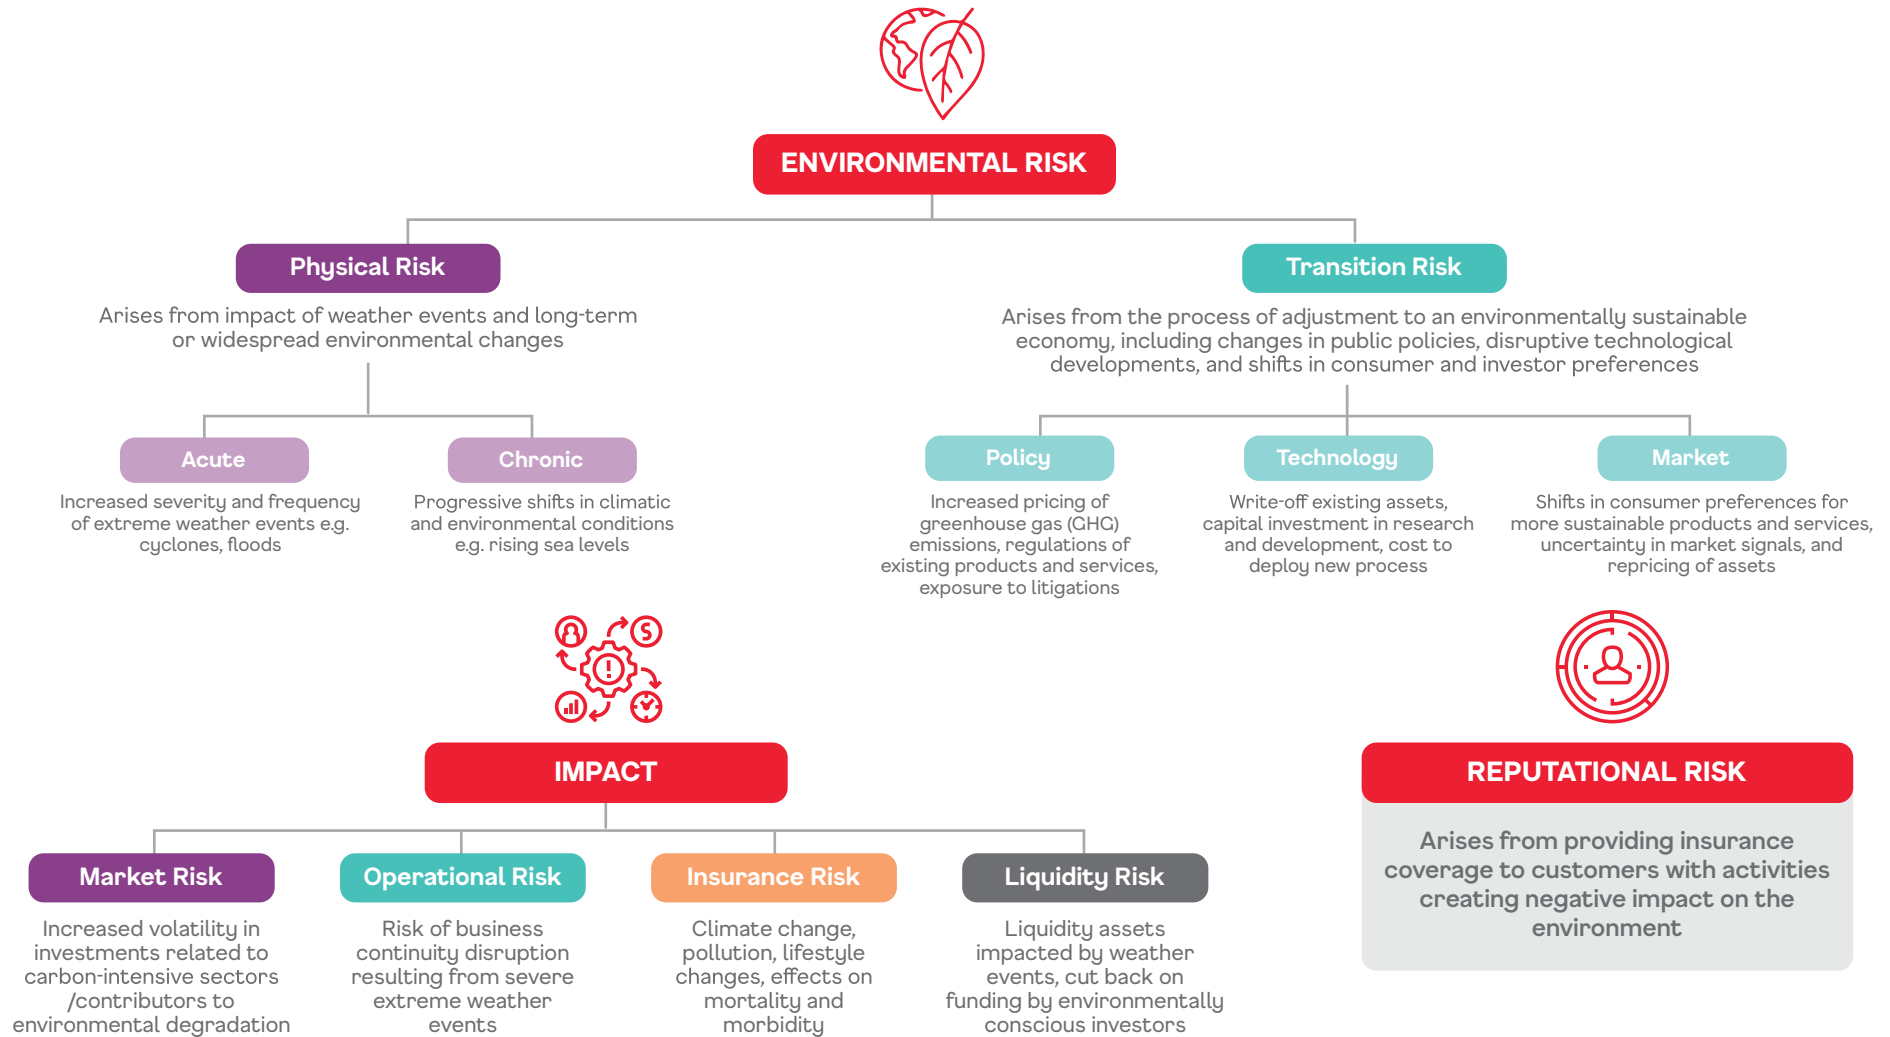 ENVIRONMENTAL RISK
Physical Risk
Arises from impact of weather events and long-term
or widespread environmental changes
Transition Risk
Arises from the process of adjustment to an environmentally sustainable
economy, including changes in public policies, disruptive technological
developments, and shifts in consumer and investor preferences
Acute
Increased severity and frequency
of extreme weather events e.g.
cyclones, floods
Chronic
Progressive shifts in climatic
and environmental conditions
e.g. rising sea levels
Policy
Increased pricing of
greenhouse gas (GHG)
emissions, regulations of
existing products and services,
exposure to litigations
Technology
Write-off existing assets,
capital investment in research
and development, cost to
deploy new process
Market
Shifts in consumer preferences for
more sustainable products and services,
uncertainty in market signals, and
repricing of assets
IMPACT
Market Risk
Increased volatility in
investments related to
carbon-intensive sectors
/contributors to
environmental degradation
Operational Risk
Risk of business
continuity disruption
resulting from severe
extreme weather
events
Insurance Risk
Climate change,
pollution, lifestyle
changes, effects on
mortality and
morbidity
Liquidity Risk
Liquidity assets
impacted by weather
events, cut back on
funding by environmentally
conscious investors
REPUTATIONAL RISK
Arises from providing insurance
coverage to customers with activities
creating negative impact on the
environment